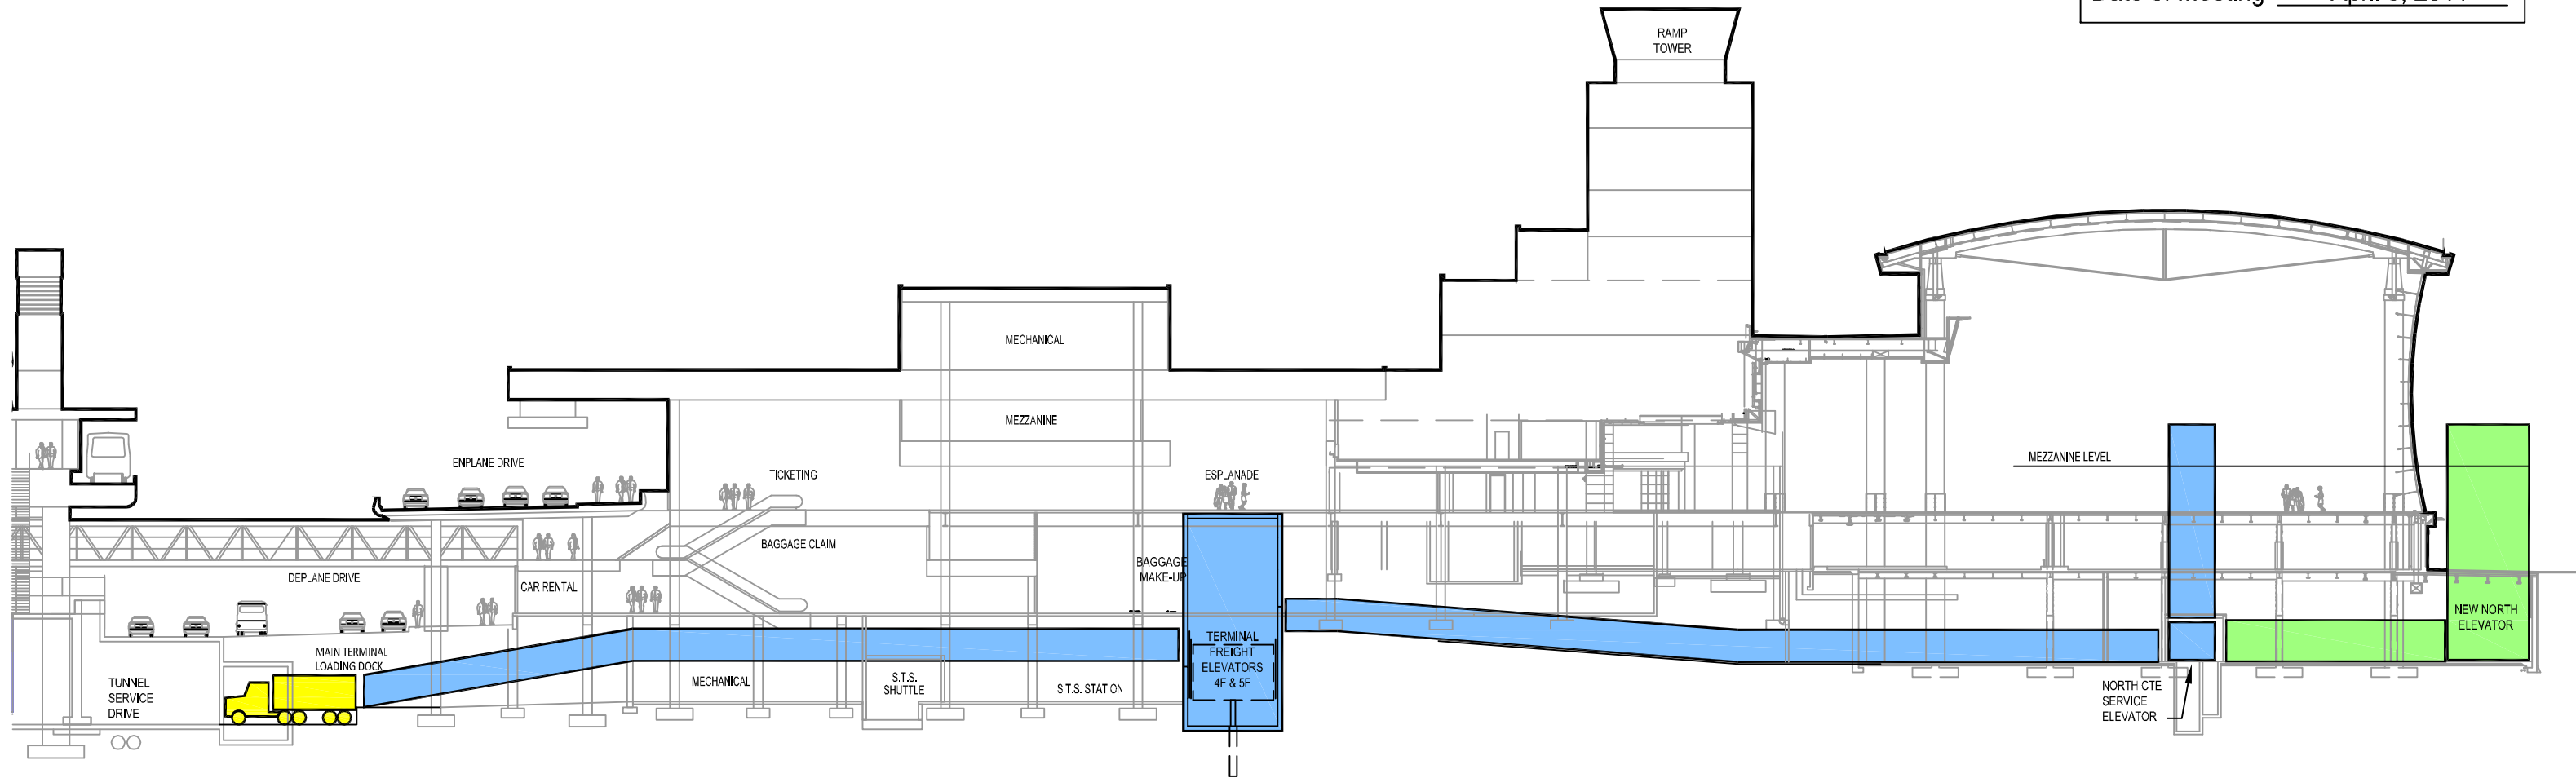 RAMP
TOWER
MECHANICAL
MEZZANINE
ENPLANE DRIVE
TICKETING
ESPLANADE
MEZZANINE LEVEL
BAGGAGE CLAIM
BAGGAGE
MAKE-UP
DEPLANE DRIVE
CAR RENTAL
NEW NORTH
ELEVATOR
TERMINAL
FREIGHT
ELEVATORS
4F & 5F
MAIN TERMINAL
LOADING DOCK
TUNNEL
SERVICE
DRIVE
MECHANICAL
S.T.S.
SHUTTLE
S.T.S. STATION
NORTH CTE
SERVICE
ELEVATOR